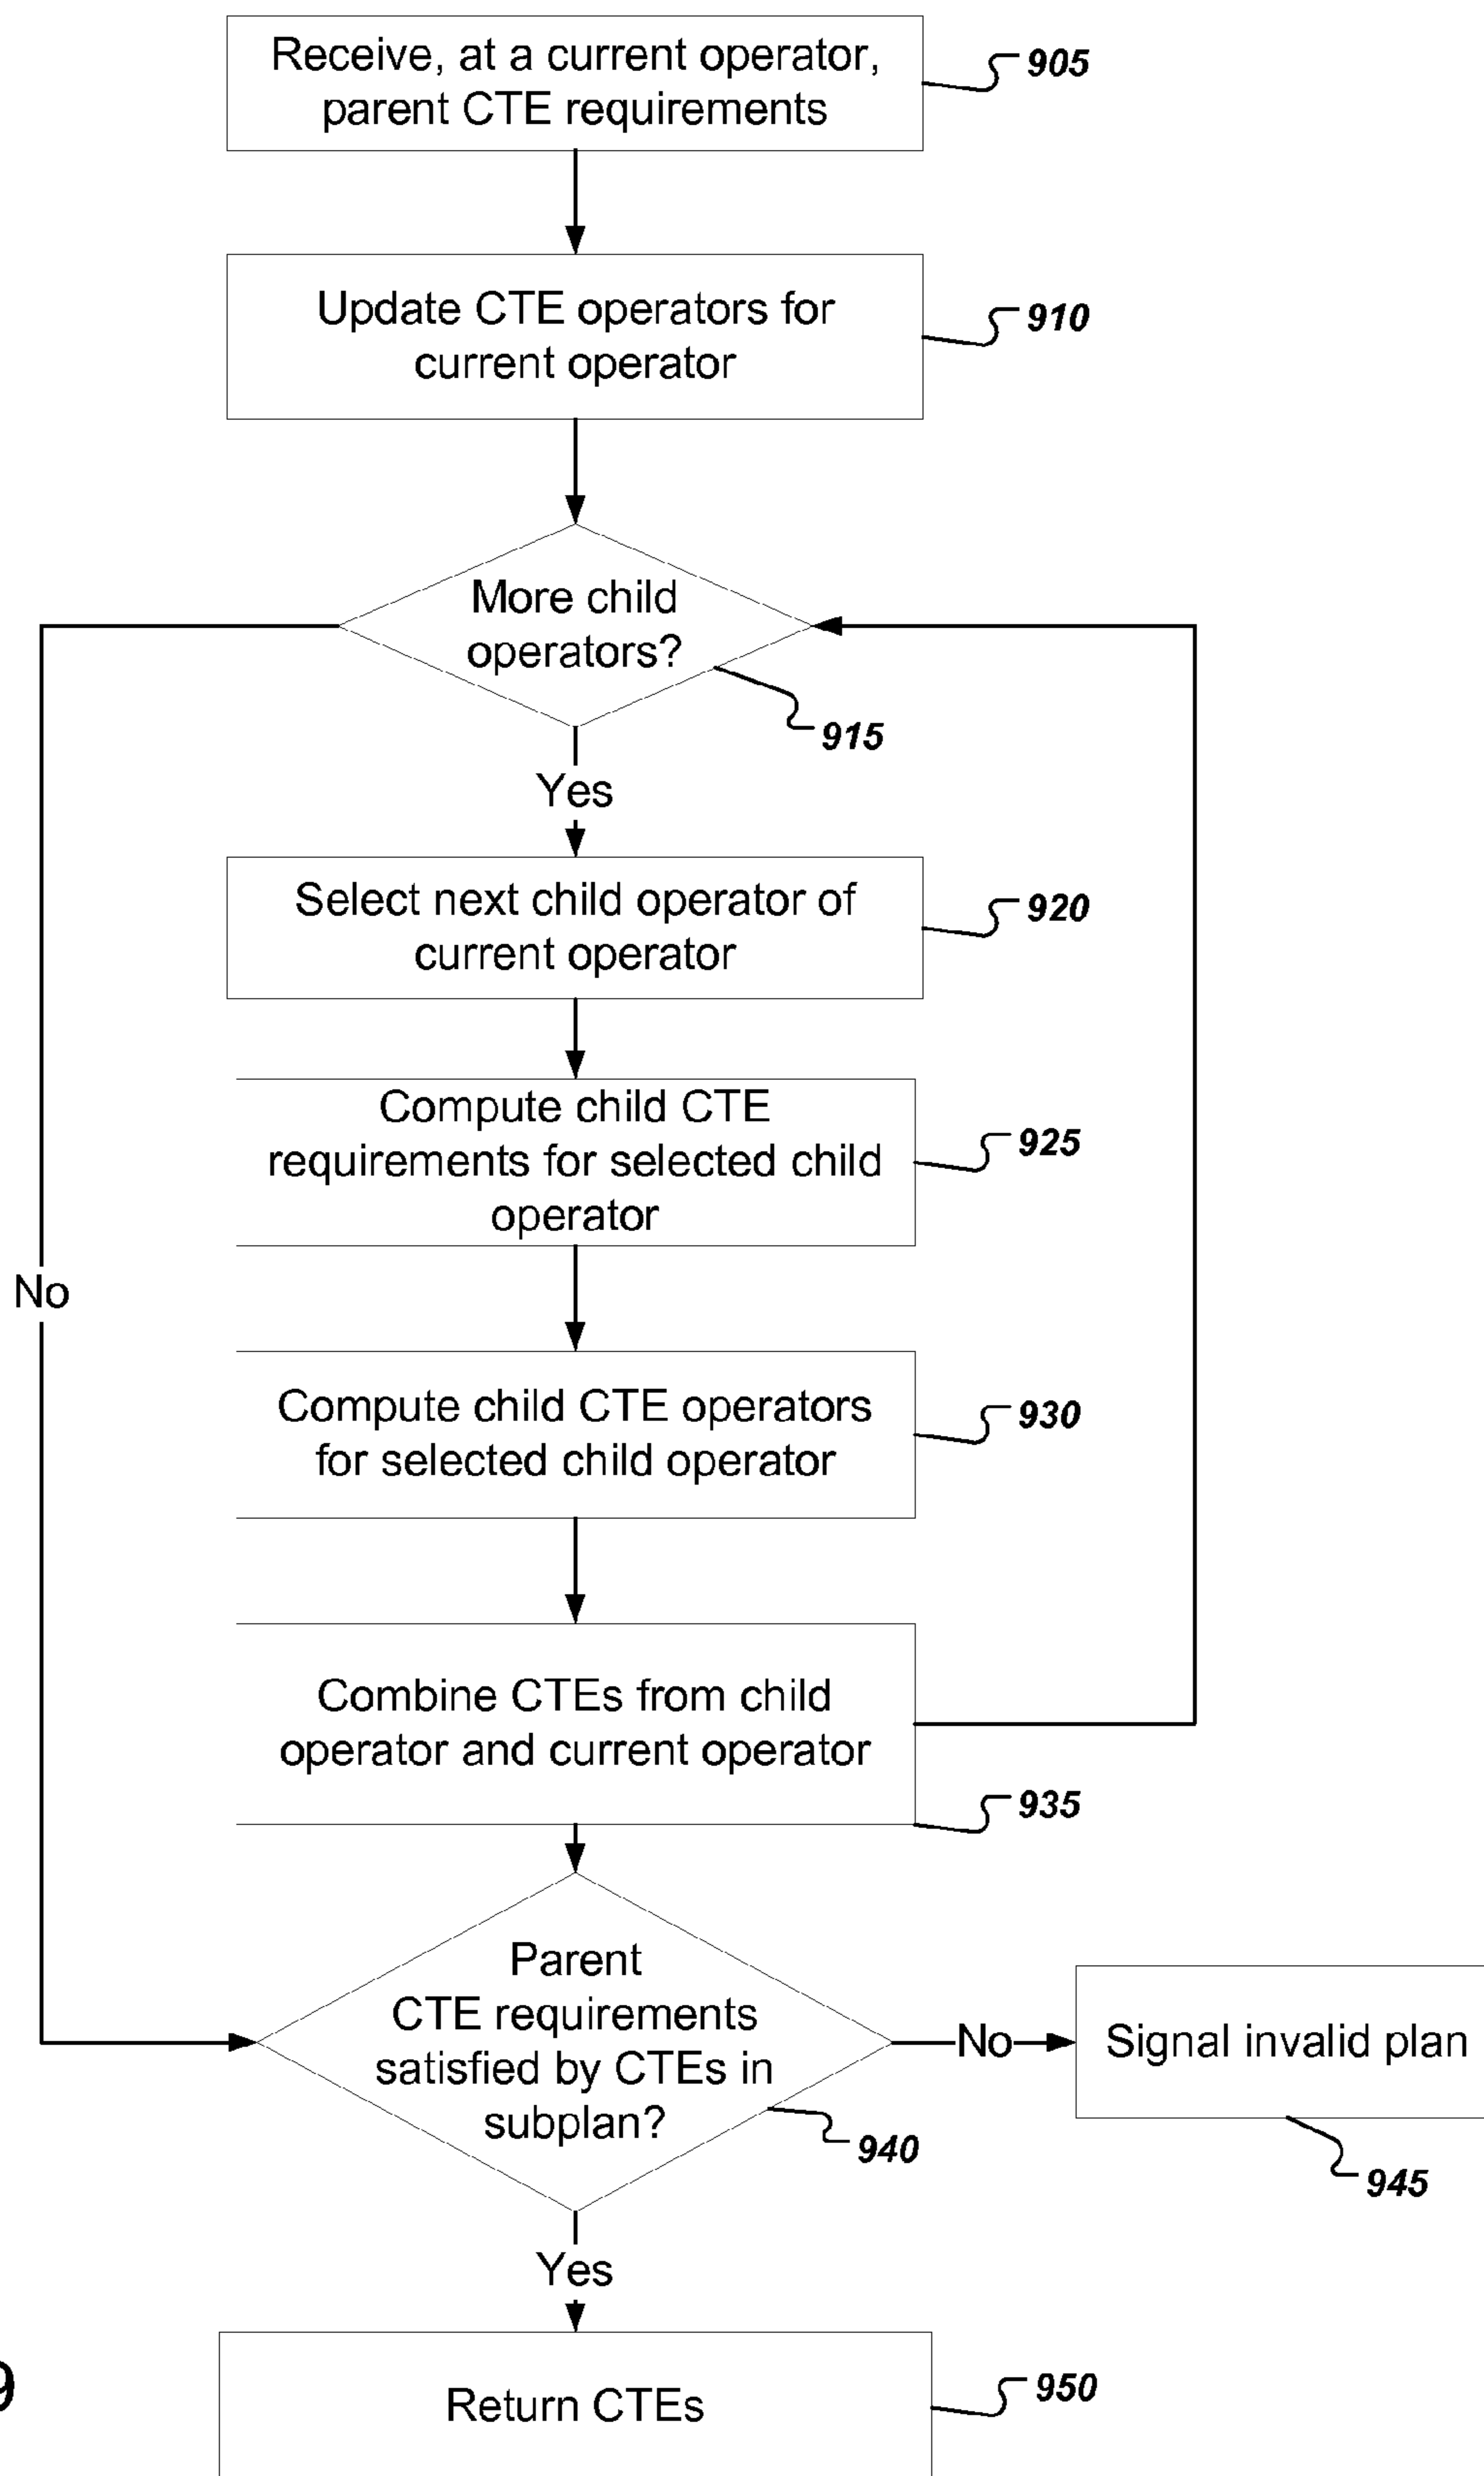 Receive, at a current operator,
parent CTE requirements
905
Update CTE operators for
current operator
910
More child
operators?
915
Yes
Select next child operator of
current operator
920
Compute child CTE
requirements for selected child
operator
925
No
Compute child CTE operators
for selected child operator
930
Combine CTEs from child
operator and current operator
935
Parent
CTE requirements
satisfied by CTEs in
subplan?
940
No
Signal invalid plan
945
Yes
Return CTEs
950
9